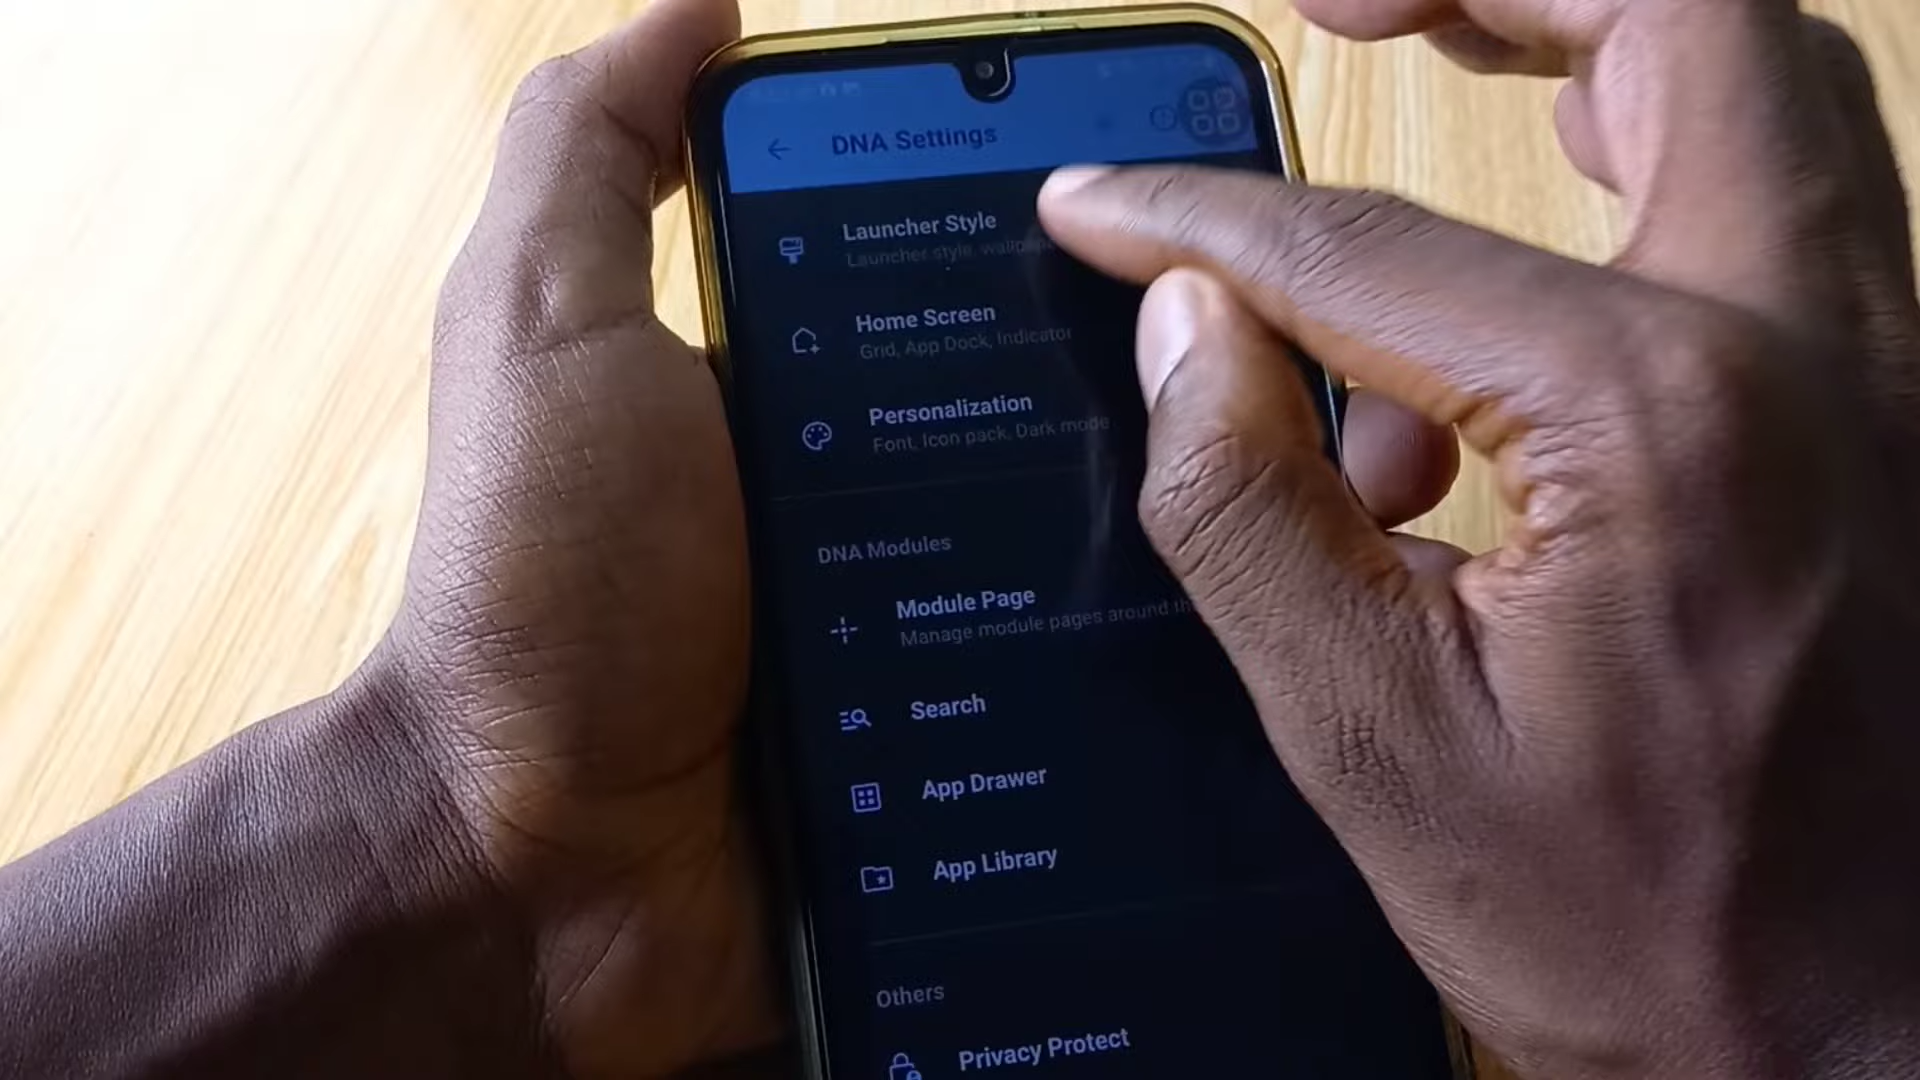 DNA Settings
Launcher Style
Launcher style, wallpape
Home Screen
Grid, App Dock, Indicator
Personalization
Font, Icon pack, Dark mode
DNA Modules
Module Page
Manage module pages around th
Search
App Drawer
App Library
Others
Privacy Protect